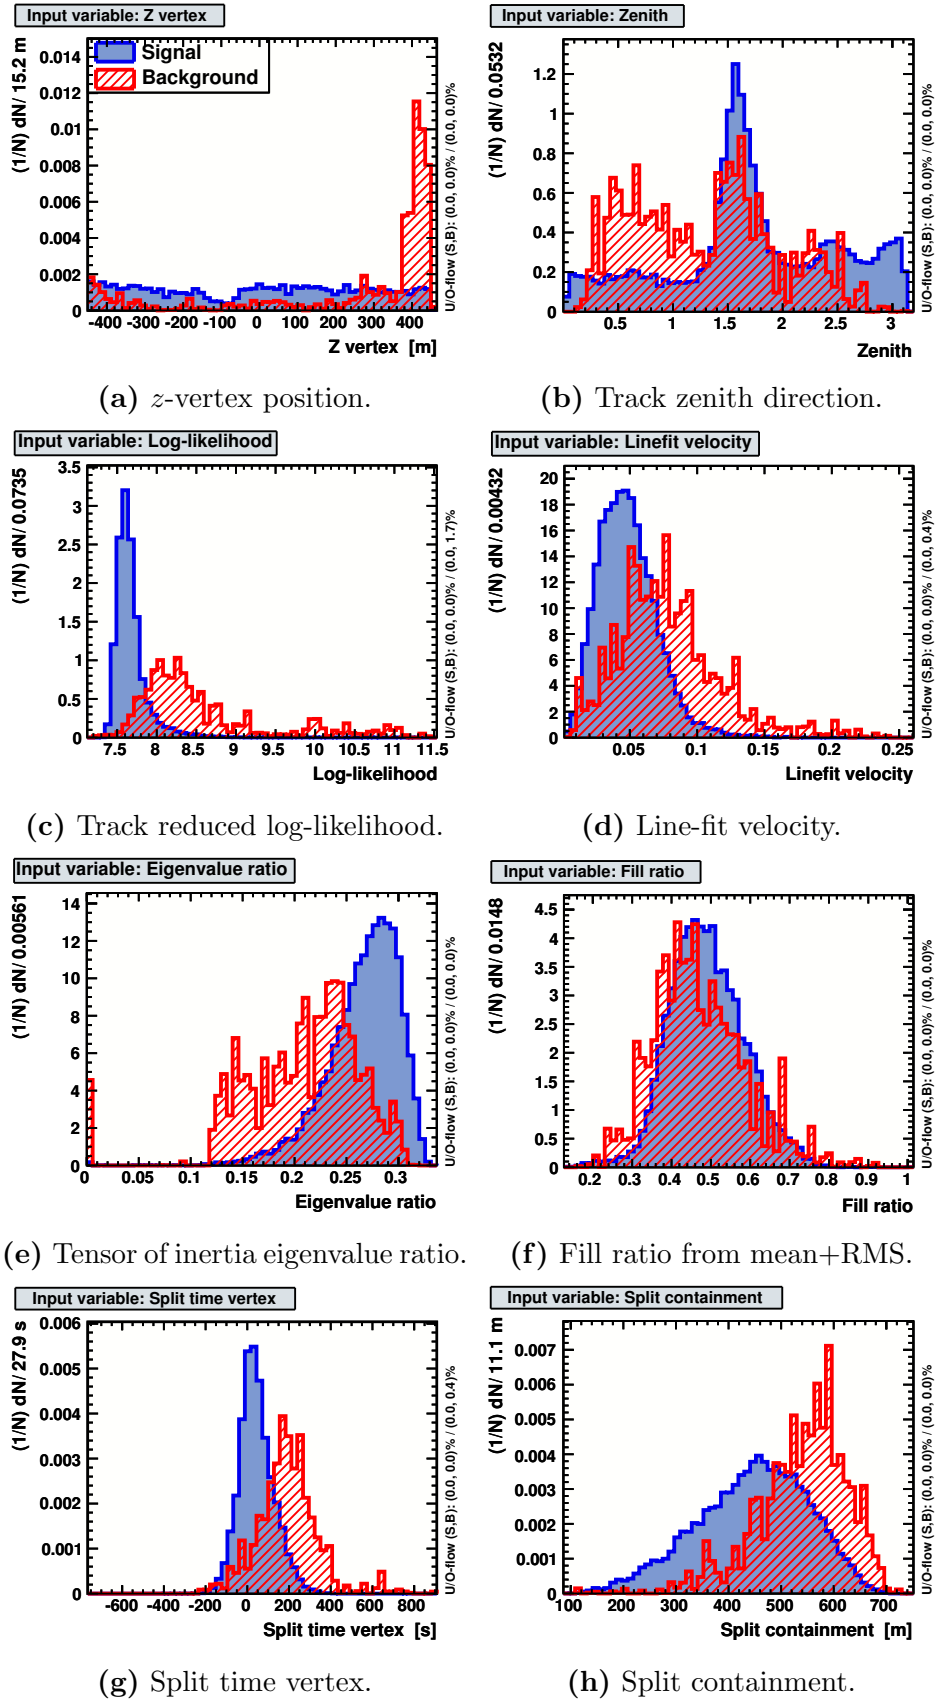 Input variable: Z vertex
(1/N) dN/ 15.2 m
0.014
0.012
0.01
0.008
0.006
0.004
0.002
0
Signal
Background
-400 -300 -200 -100 0 100 200 300 400
Z vertex [m]
U/O-flow (S,B): (0.0, 0.0)% / (0.0, 0.0)%
(a) z-vertex position.
Input variable: Zenith
(1/N) dN/ 0.0532
1.2
1
0.8
0.6
0.4
0.2
0
0.5 1 1.5 2 2.5 3
Zenith
U/O-flow (S,B): (0.0, 0.0)% / (0.0, 0.0)%
(b) Track zenith direction.
Input variable: Log-likelihood
(1/N) dN/ 0.0735
3.5
3
2.5
2
1.5
1
0.5
0
7.5 8 8.5 9 9.5 10 10.5 11 11.5
Log-likelihood
U/O-flow (S,B): (0.0, 0.0)% / (0.0, 1.7)%
(c) Track reduced log-likelihood.
Input variable: Linefit velocity
(1/N) dN/ 0.00432
20
18
16
14
12
10
8
6
4
2
0
0.05 0.1 0.15 0.2 0.25
Linefit velocity
U/O-flow (S,B): (0.0, 0.0)% / (0.0, 0.4)%
(d) Line-fit velocity.
Input variable: Eigenvalue ratio
(1/N) dN/ 0.00561
14
12
10
8
6
4
2
0
0 0.05 0.1 0.15 0.2 0.25 0.3
Eigenvalue ratio
U/O-flow (S,B): (0.0, 0.0)% / (0.0, 0.0)%
(e) Tensor of inertia eigenvalue ratio.
Input variable: Fill ratio
(1/N) dN/ 0.0148
4.5
4
3.5
3
2.5
2
1.5
1
0.5
0
0.2 0.3 0.4 0.5 0.6 0.7 0.8 0.9 1
Fill ratio
U/O-flow (S,B): (0.0, 0.0)% / (0.0, 0.0)%
(f) Fill ratio from mean+RMS.
Input variable: Split time vertex
(1/N) dN/ 27.9 s
0.006
0.005
0.004
0.003
0.002
0.001
0
-600 -400 -200 0 200 400 600 800
Split time vertex [s]
U/O-flow (S,B): (0.0, 0.0)% / (0.0, 0.4)%
(g) Split time vertex.
Input variable: Split containment
(1/N) dN/ 11.1 m
0.007
0.006
0.005
0.004
0.003
0.002
0.001
0
100 200 300 400 500 600 700
Split containment [m]
U/O-flow (S,B): (0.0, 0.0)% / (0.0, 0.0)%
(h) Split containment.